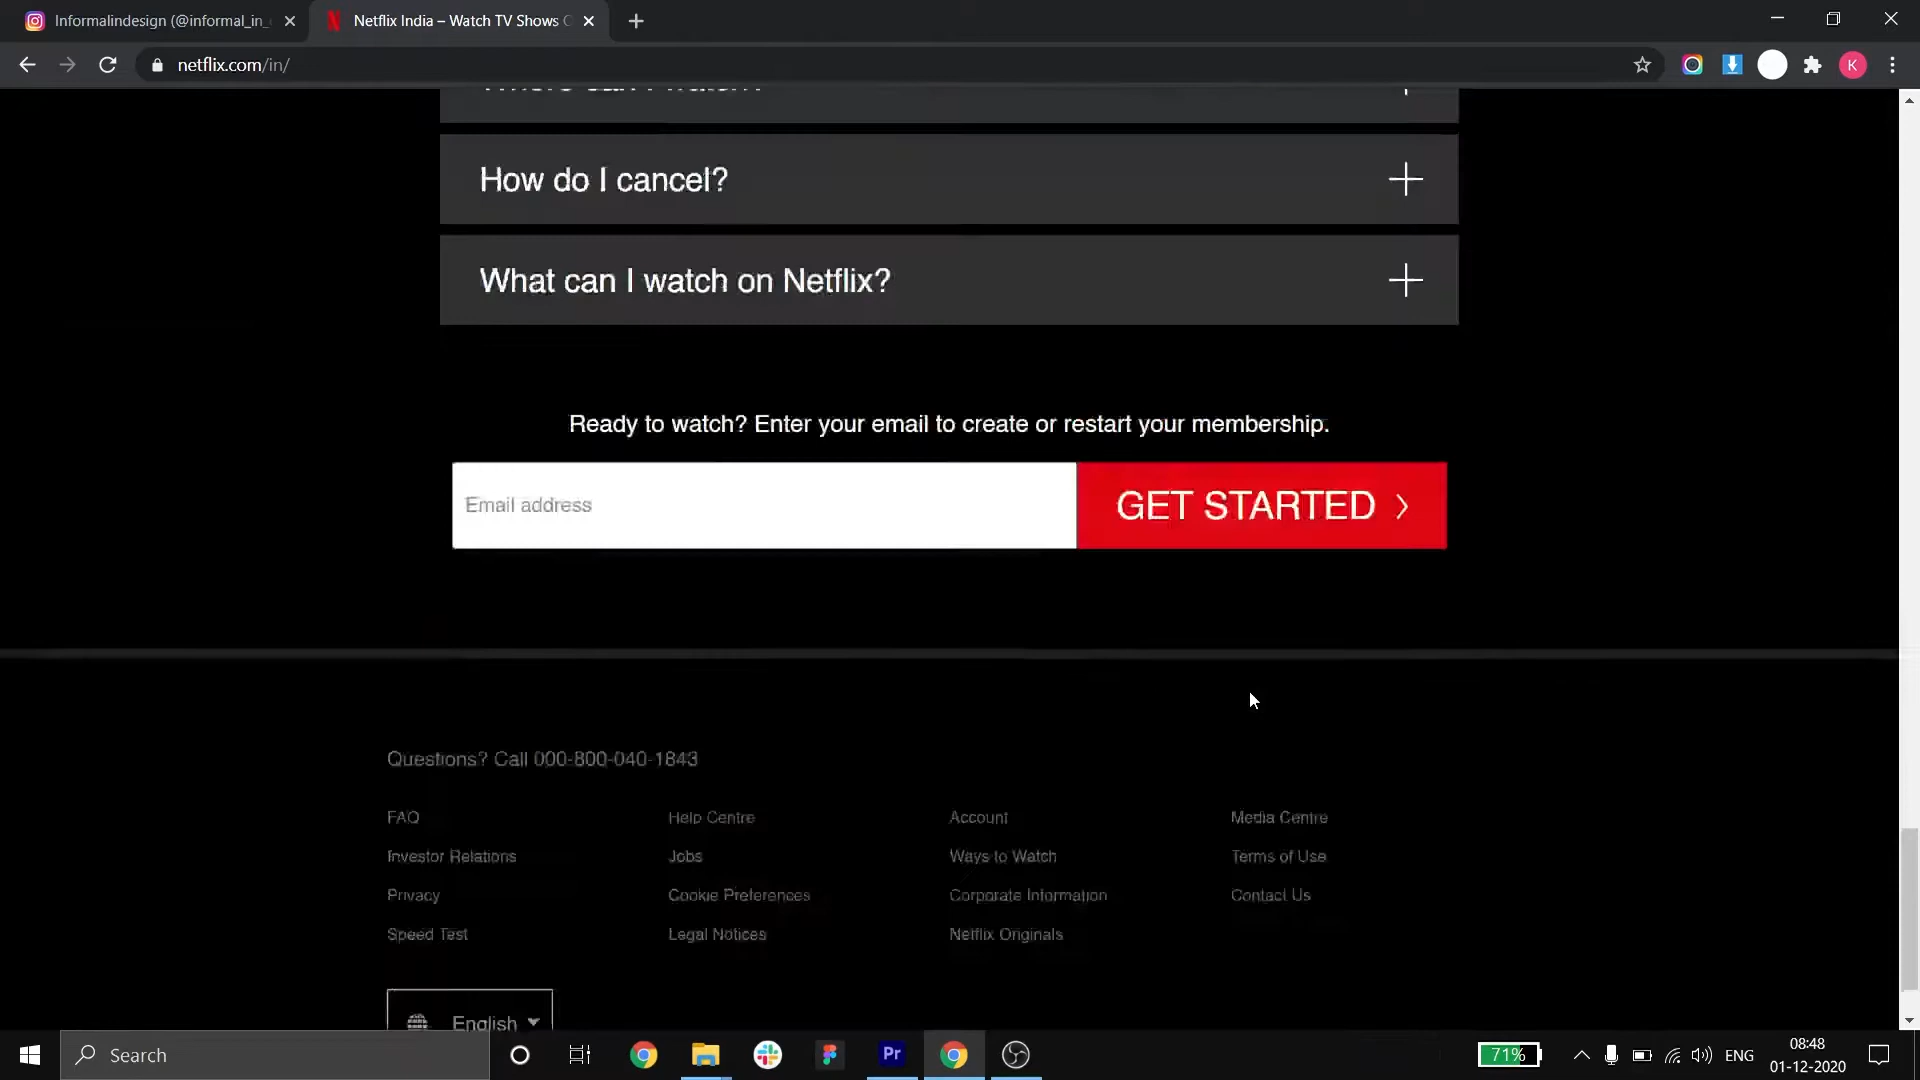 Informalindesign (@informal_in_
Netflix India – Watch TV Shows
netflix.com/in/
K
How do I cancel?
What can I watch on Netflix?
Ready to watch? Enter your email to create or restart your membership.
Email address
GET STARTED
Questions? Call 000-800-040-1843
FAQ Help Centre Account Media Centre
Investor Relations Jobs Ways to Watch Terms of Use
Privacy Cookie Preferences Corporate Information Contact Us
Speed Test Legal Notices Netflix Originals
English
Search
Pr
71%
ENG
08:48
01-12-2020